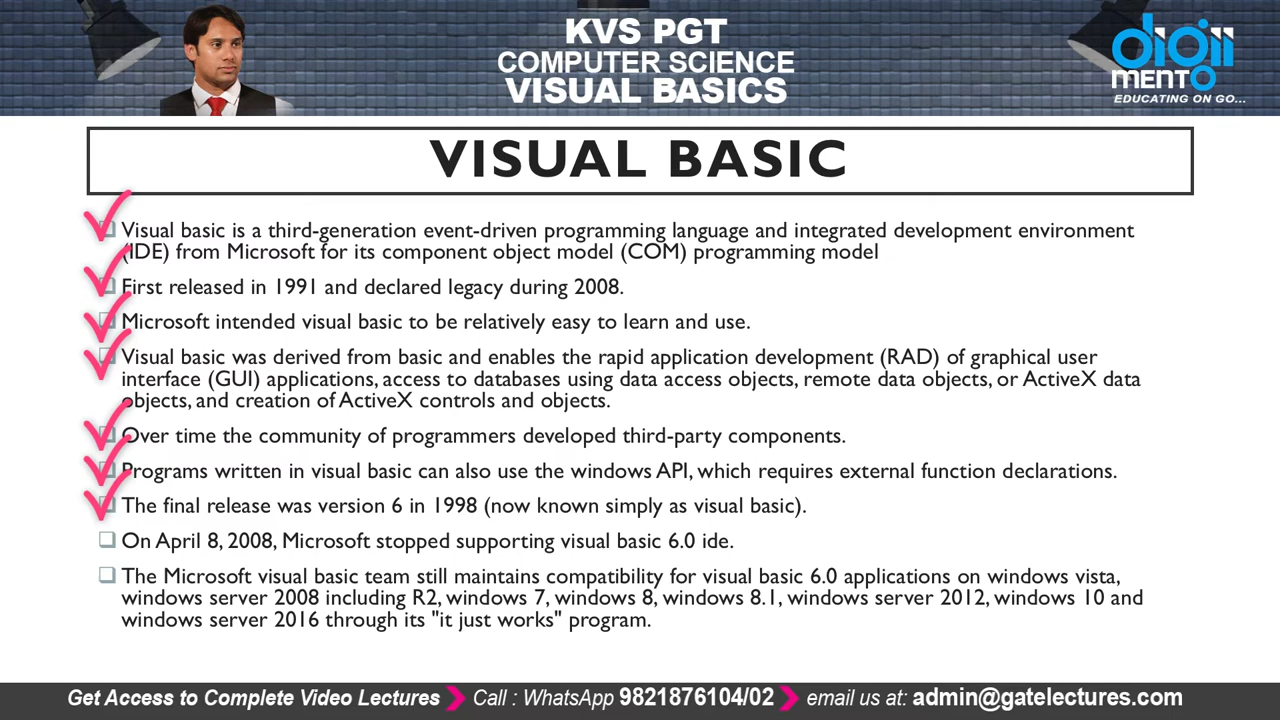 KVS PGT
COMPUTER SCIENCE
VISUAL BASICS
digii
mento
EDUCATING ON GO...
VISUAL BASIC
Visual basic is a third-generation event-driven programming language and integrated development environment
(IDE) from Microsoft for its component object model (COM) programming model
First released in 1991 and declared legacy during 2008.
Microsoft intended visual basic to be relatively easy to learn and use.
Visual basic was derived from basic and enables the rapid application development (RAD) of graphical user
interface (GUI) applications, access to databases using data access objects, remote data objects, or ActiveX data
objects, and creation of ActiveX controls and objects.
Over time the community of programmers developed third-party components.
Programs written in visual basic can also use the windows API, which requires external function declarations.
The final release was version 6 in 1998 (now known simply as visual basic).
On April 8, 2008, Microsoft stopped supporting visual basic 6.0 ide.
The Microsoft visual basic team still maintains compatibility for visual basic 6.0 applications on windows vista,
windows server 2008 including R2, windows 7, windows 8, windows 8.1, windows server 2012, windows 10 and
windows server 2016 through its "it just works" program.
Get Access to Complete Video Lectures Call : WhatsApp 9821876104/02 email us at: admin@gatelectures.com